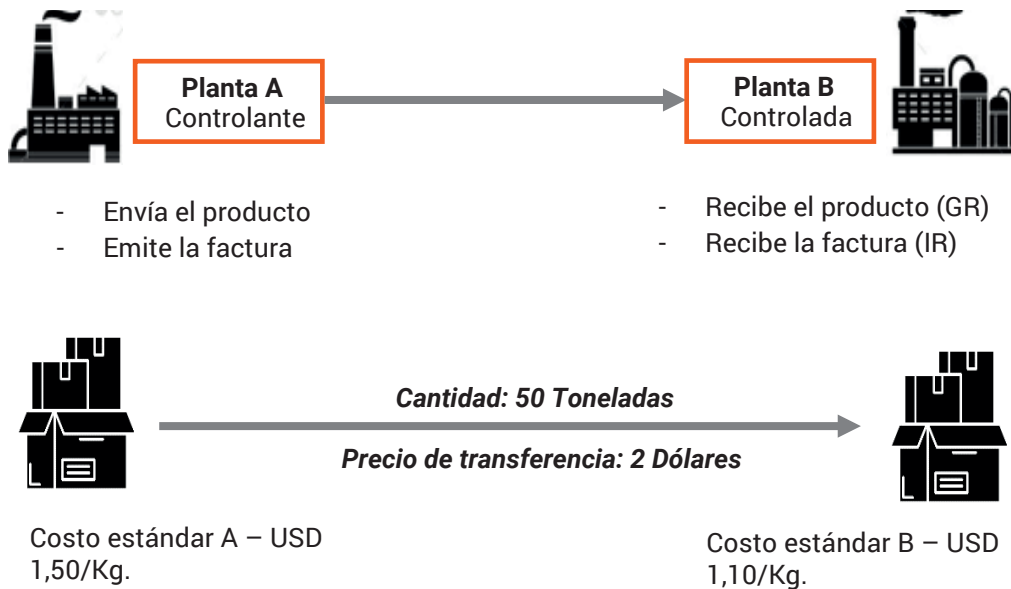 Planta A
Controlante
Planta B
Controlada
- Envía el producto
- Emite la factura
- Recibe el producto (GR)
- Recibe la factura (IR)
Cantidad: 50 Toneladas
Precio de transferencia: 2 Dólares
Costo estándar A – USD
1,50/Kg.
Costo estándar B – USD
1,10/Kg.